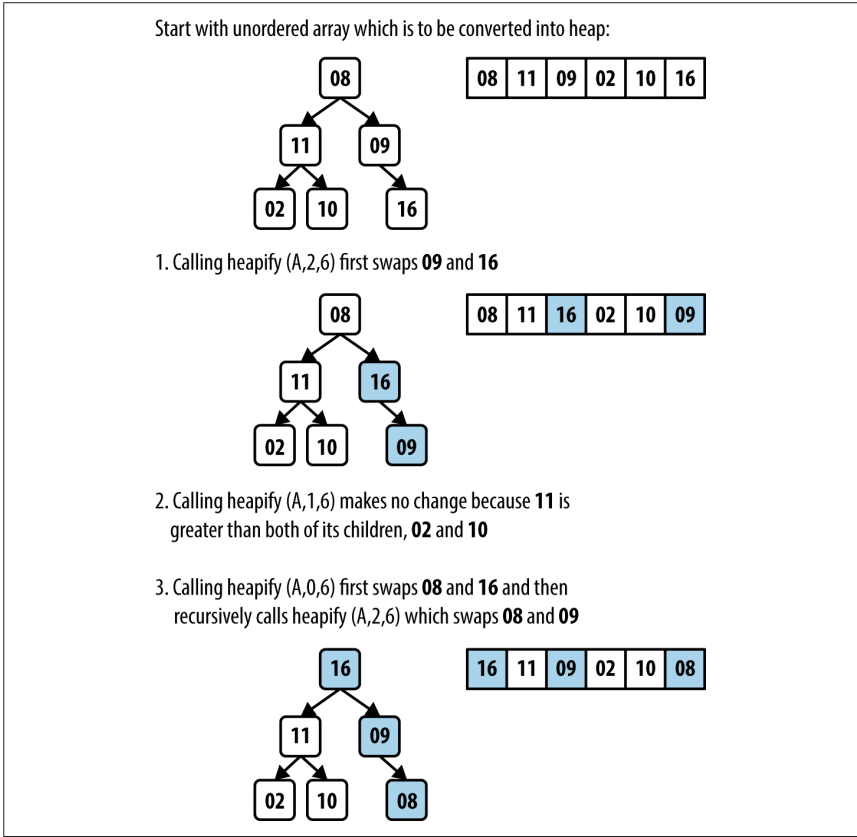 Start with unordered array which is to be converted into heap:
08
08 11 09 02 10 16
11 09
02 10 16
1. Calling heapify (A,2,6) first swaps 09 and 16
08
08 11 16 02 10 09
11 16
02 10 09
2. Calling heapify (A,1,6) makes no change because 11 is
greater than both of its children, 02 and 10
3. Calling heapify (A,0,6) first swaps 08 and 16 and then
recursively calls heapify (A,2,6) which swaps 08 and 09
16
16 11 09 02 10 08
11 09
02 10 08